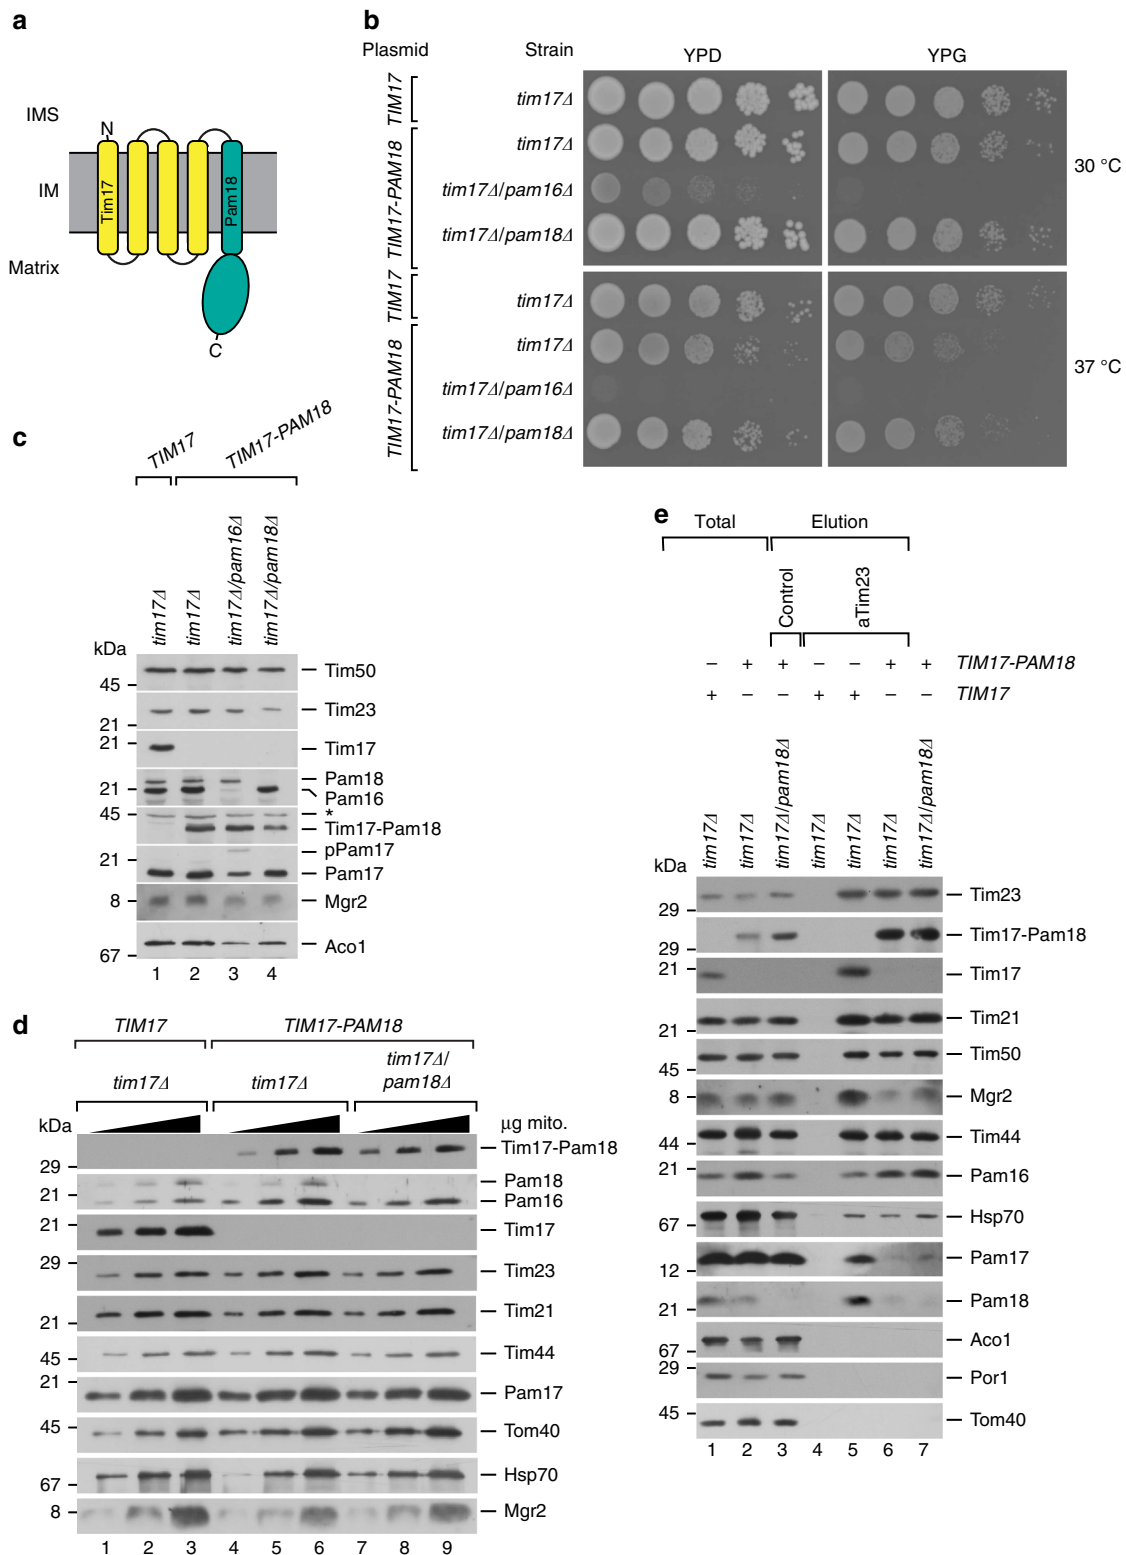 a
IMS
IM
Matrix
N
Tim17
Pam18
C
b
Plasmid
Strain
YPD
YPG
TIM17
tim17Δ
TIM17-PAM18
tim17Δ
tim17Δ/pam16Δ
tim17Δ/pam18Δ
30 °C
TIM17
tim17Δ
TIM17-PAM18
tim17Δ
tim17Δ/pam16Δ
tim17Δ/pam18Δ
37 °C
c
TIM17
TIM17-PAM18
tim17Δ
tim17Δ
tim17Δ/pam16Δ
tim17Δ/pam18Δ
kDa
Tim50
45
Tim23
21
21
Tim17
Pam18
21
Pam16
45
*
Tim17-Pam18
pPam17
21
Pam17
8
Mgr2
Aco1
67
1 2 3 4
d
TIM17
TIM17-PAM18
tim17Δ
tim17Δ
tim17Δ/
pam18Δ
kDa
µg mito.
Tim17-Pam18
29
Pam18
21
Pam16
21
Tim17
29
Tim23
Tim21
21
Tim44
45
21
Pam17
45
Tom40
Hsp70
67
8
Mgr2
1 2 3 4 5 6 7 8 9
e
Total
Elution
Control
aTim23
– + + – – + + TIM17-PAM18
+ – – + + – – TIM17
tim17Δ
tim17Δ
tim17Δ/pam18Δ
tim17Δ
tim17Δ
tim17Δ
tim17Δ/pam18Δ
kDa
Tim23
29
Tim17-Pam18
29
21
Tim17
Tim21
21
Tim50
45
8
Mgr2
Tim44
44
21
Pam16
Hsp70
67
Pam17
12
Pam18
21
Aco1
67
29
Por1
45
Tom40
1 2 3 4 5 6 7